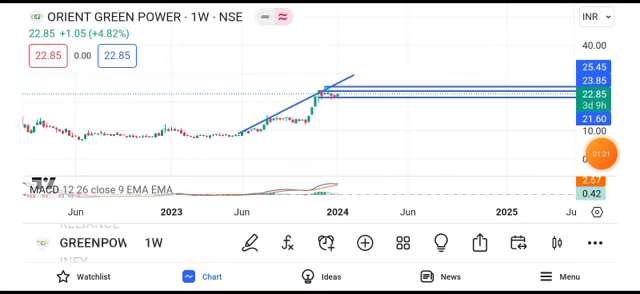 ORIENT GREEN POWER · 1W · NSE
INR
22.85 +1.05 (+4.82%)
22.85 0.00 22.85
40.00
25.45
23.85
22.85
3d 9h
21.60
10.00
01:21
2.67
0.42
MACD 12 26 close 9 EMA EMA
Jun 2023 Jun 2024 Jun 2025 Ju
RELIANCE
GREENPOW 1W
Watchlist Chart Ideas News Menu